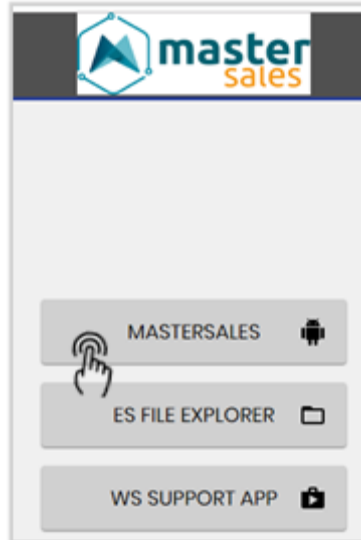 master
sales
MASTERSALES
ES FILE EXPLORER
WS SUPPORT APP